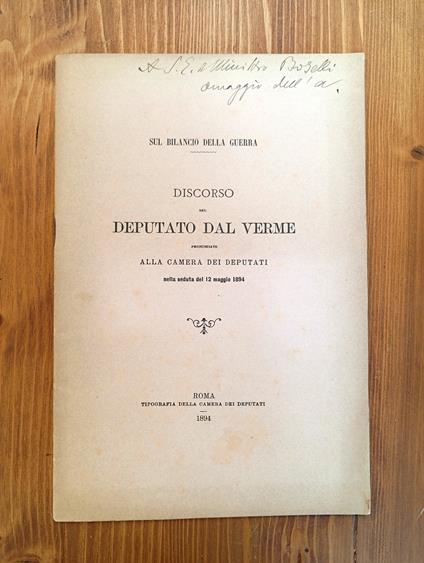 A S. E. il Ministro Boselli
omaggio dell'a.
SUL BILANCIO DELLA GUERRA
DISCORSO
DEL
DEPUTATO DAL VERME
PRONUNCIATO
ALLA CAMERA DEI DEPUTATI
nella seduta del 12 maggio 1894
ROMA
TIPOGRAFIA DELLA CAMERA DEI DEPUTATI
1894